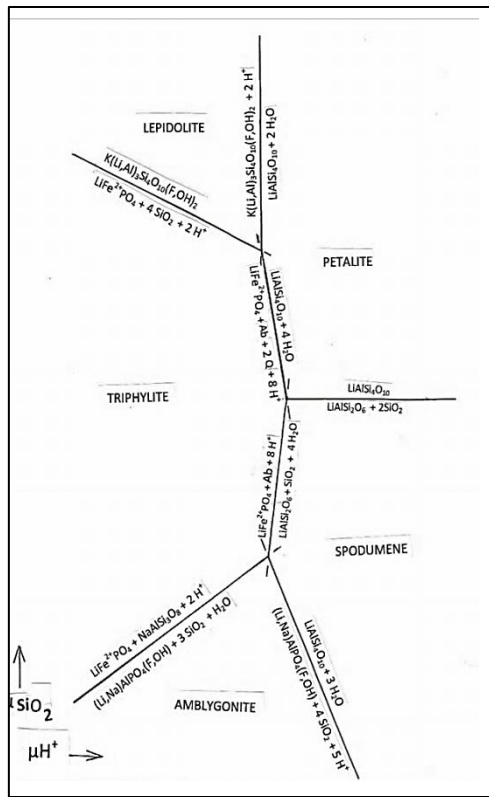 LEPIDOLITE
K(Li,Al)₃Si₄O₁₀(F,OH)₂ + 2 H⁺
LiAlSi₄O₁₀ + 2 H₂O
K(Li,Al)₃Si₄O₁₀(F,OH)₂
LiFe²⁺PO₄ + 4 SiO₂ + 2 H⁺
PETALITE
LiFe²⁺PO₄ + Ab + 2 Q + 8 H⁺
LiAlSi₄O₁₀ + 4 H₂O
TRIPHYLITE
LiAlSi₄O₁₀
LiAlSi₂O₆ + 2SiO₂
LiFe²⁺PO₄ + Ab + 8 H⁺
LiAlSi₂O₆ + SiO₂ + 4 H₂O
SPODUMENE
LiFe²⁺PO₄ + NaAlSi₃O₈ + 2 H⁺
(Li,Na)AlPO₄(F,OH) + 3 SiO₂ + H₂O
LiAlSi₄O₁₀ + 3 H₂O
(Li,Na)AlPO₄(F,OH) + 4 SiO₂ + 5 H⁺
AMBLYGONITE
SiO₂
μH⁺